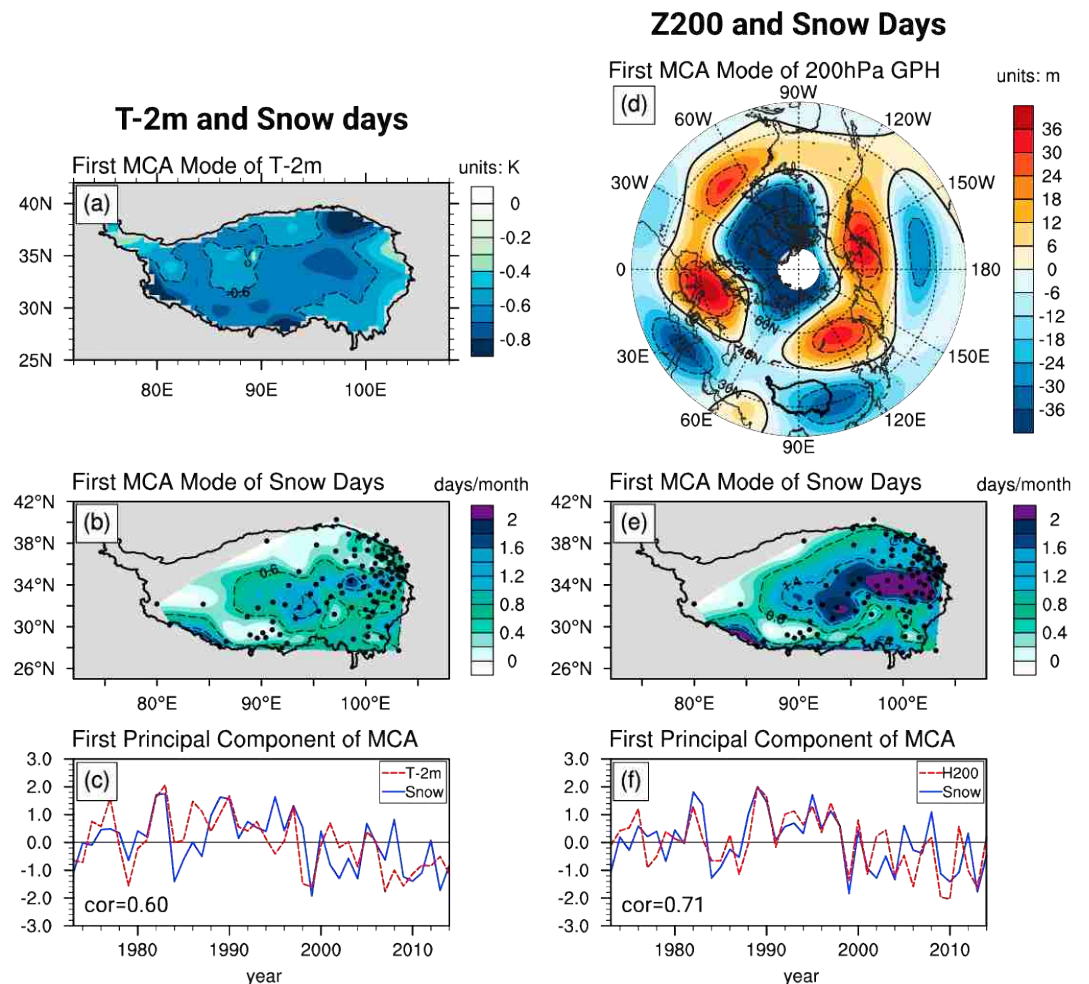 Z200 and Snow Days
T-2m and Snow days
First MCA Mode of T-2m
units: K
(a)
40N
35N
30N
25N
80E
90E
100E
-0.6
0
-0.2
-0.4
-0.6
-0.8
First MCA Mode of 200hPa GPH
units: m
(d)
90W
60W
120W
30W
150W
0
180
30E
150E
60E
120E
90E
60N
45N
30N
36
30
24
18
12
6
0
-6
-12
-18
-24
-30
-36
First MCA Mode of Snow Days
days/month
(b)
42°N
38°N
34°N
30°N
26°N
80°E
90°E
100°E
0.6
2
1.6
1.2
0.8
0.4
0
First MCA Mode of Snow Days
days/month
(e)
42°N
38°N
34°N
30°N
26°N
80°E
90°E
100°E
2
1.6
1.2
0.8
0.4
0
First Principal Component of MCA
(c)
T-2m
Snow
3.0
2.0
1.0
0.0
-1.0
-2.0
-3.0
cor=0.60
1980
1990
2000
2010
year
First Principal Component of MCA
(f)
H200
Snow
3.0
2.0
1.0
0.0
-1.0
-2.0
-3.0
cor=0.71
1980
1990
2000
2010
year